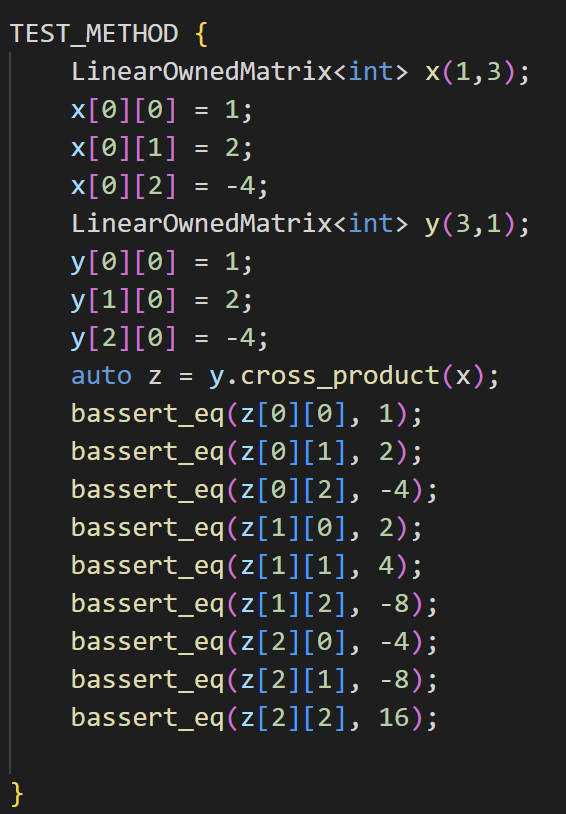 TEST_METHOD {
    LinearOwnedMatrix<int> x(1,3);
    x[0][0] = 1;
    x[0][1] = 2;
    x[0][2] = -4;
    LinearOwnedMatrix<int> y(3,1);
    y[0][0] = 1;
    y[1][0] = 2;
    y[2][0] = -4;
    auto z = y.cross_product(x);
    bassert_eq(z[0][0], 1);
    bassert_eq(z[0][1], 2);
    bassert_eq(z[0][2], -4);
    bassert_eq(z[1][0], 2);
    bassert_eq(z[1][1], 4);
    bassert_eq(z[1][2], -8);
    bassert_eq(z[2][0], -4);
    bassert_eq(z[2][1], -8);
    bassert_eq(z[2][2], 16);
}